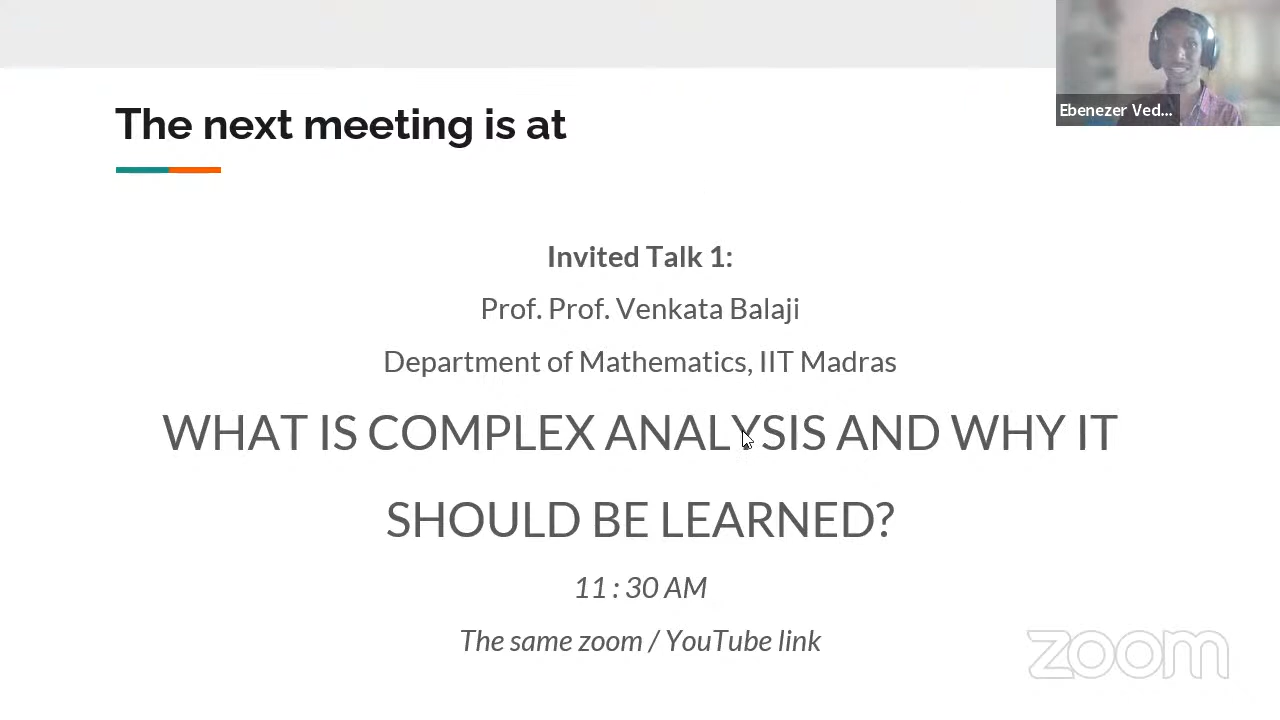 The next meeting is at
Ebenezer Ved...
Invited Talk 1:
Prof. Prof. Venkata Balaji
Department of Mathematics, IIT Madras
WHAT IS COMPLEX ANALYSIS AND WHY IT
SHOULD BE LEARNED?
11 : 30 AM
The same zoom / YouTube link
zoom